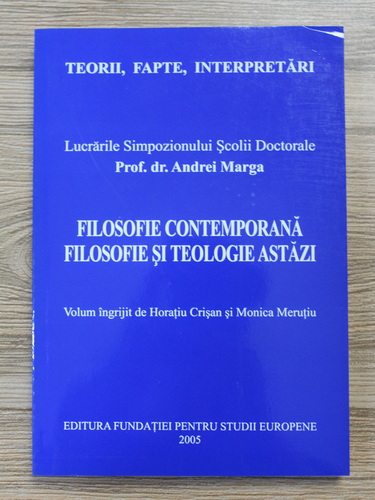 TEORII, FAPTE, INTERPRETĂRI
Lucrările Simpozionului Școlii Doctorale
Prof. dr. Andrei Marga
FILOSOFIE CONTEMPORANĂ
FILOSOFIE ȘI TEOLOGIE ASTĂZI
Volum îngrijit de Horațiu Crișan și Monica Meruțiu
EDITURA FUNDAȚIEI PENTRU STUDII EUROPENE
2005